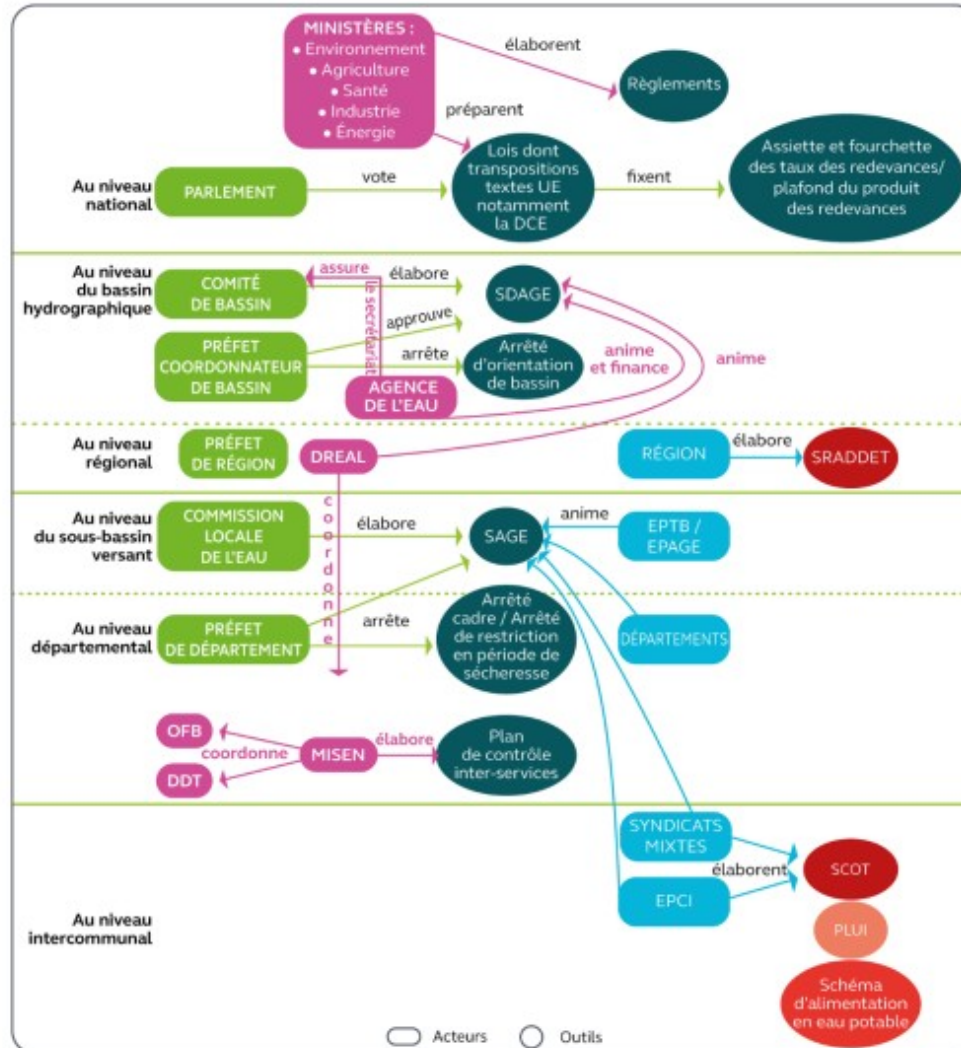 MINISTÈRES :
• Environnement
• Agriculture
• Santé
• Industrie
• Énergie
élaborent
Règlements
préparent
Au niveau
national
PARLEMENT
vote
Lois dont
transpositions
textes UE
notamment
la DCE
fixent
Assiette et fourchette
des taux des redevances/
plafond du produit
des redevances
Au niveau
du bassin
hydrographique
COMITÉ
DE BASSIN
assure
le secrétariat
élabore
SDAGE
approuve
PRÉFET
COORDONNATEUR
DE BASSIN
arrête
Arrêté
d'orientation
de bassin
anime
et finance
anime
AGENCE
DE L'EAU
Au niveau
régional
PRÉFET
DE RÉGION
DREAL
RÉGION
élabore
SRADDET
coordonne
Au niveau
du sous-bassin
versant
COMMISSION
LOCALE
DE L'EAU
élabore
SAGE
anime
EPTB /
EPAGE
Au niveau
départemental
PRÉFET
DE DÉPARTEMENT
arrête
Arrêté
cadre / Arrêté
de restriction
en période de
sécheresse
DÉPARTEMENTS
OFB
coordonne
DDT
MISEN
élabore
Plan
de contrôle
inter-services
Au niveau
intercommunal
SYNDICATS
MIXTES
élaborent
EPCI
SCOT
PLUI
Schéma
d'alimentation
en eau potable
Acteurs
Outils